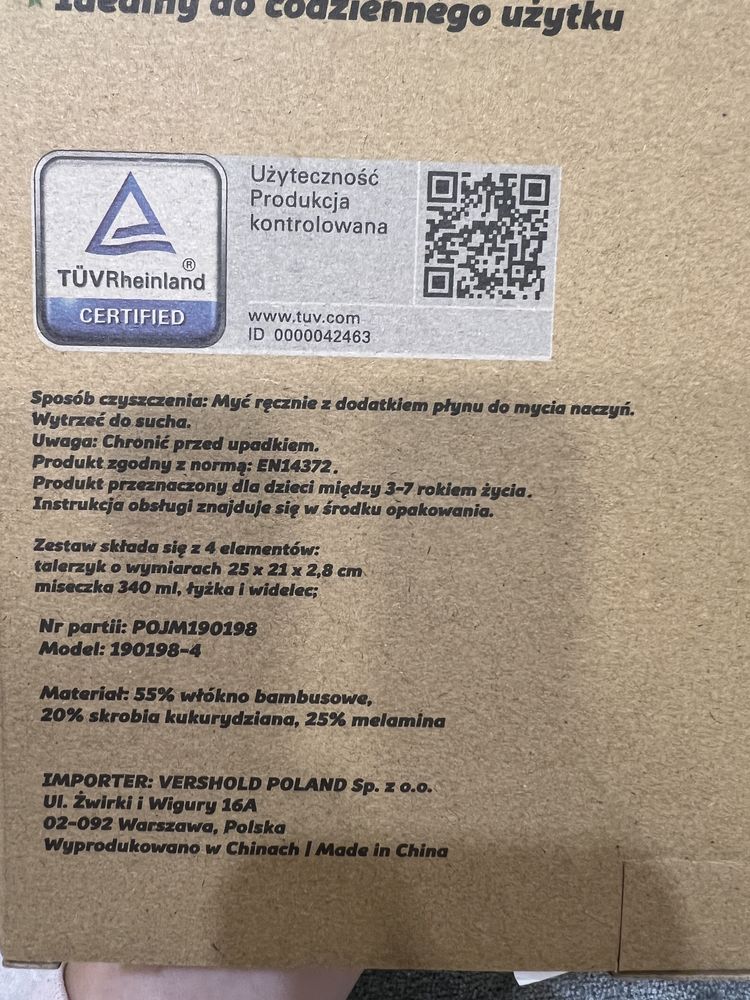 Idealny do codziennego użytku
TÜVRheinland®
CERTIFIED
Użyteczność
Produkcja
kontrolowana
www.tuv.com
ID 0000042463
Sposób czyszczenia: Myć ręcznie z dodatkiem płynu do mycia naczyń.
Wytrzeć do sucha.
Uwaga: Chronić przed upadkiem.
Produkt zgodny z normą: EN14372.
Produkt przeznaczony dla dzieci między 3-7 rokiem życia.
Instrukcja obsługi znajduje się w środku opakowania.
Zestaw składa się z 4 elementów:
talerzyk o wymiarach 25 x 21 x 2,8 cm
miseczka 340 ml, łyżka i widelec;
Nr partii: POJM190198
Model: 190198-4
Materiał: 55% włókno bambusowe,
20% skrobia kukurydziana, 25% melamina
IMPORTER: VERSHOLD POLAND Sp. z o.o.
Ul. Żwirki i Wigury 16A
02-092 Warszawa, Polska
Wyprodukowano w Chinach / Made in China